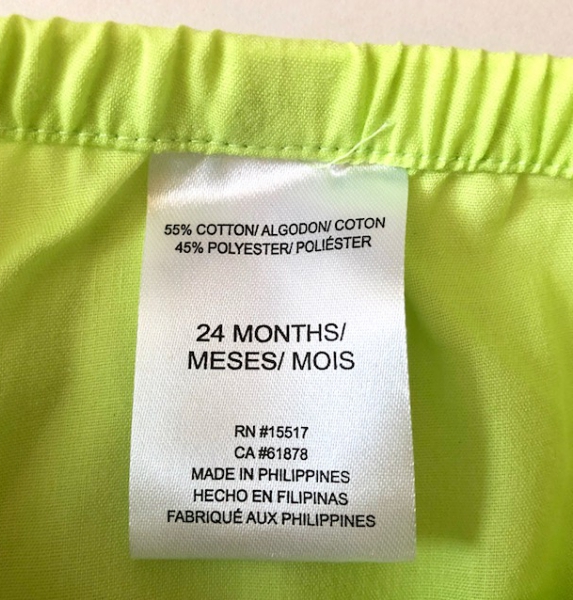 55% COTTON/ ALGODON/ COTON
45% POLYESTER/ POLIÉSTER
24 MONTHS/
MESES/ MOIS
RN #15517
CA #61878
MADE IN PHILIPPINES
HECHO EN FILIPINAS
FABRIQUÉ AUX PHILIPPINES